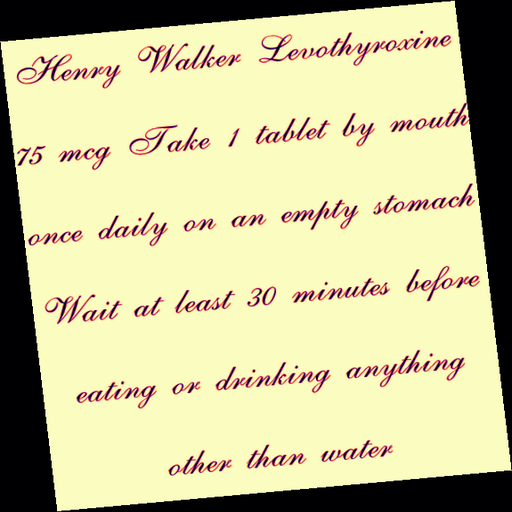 Henry Walker Levothyroxine
75 mcg Take 1 tablet by mouth
once daily on an empty stomach
Wait at least 30 minutes before
eating or drinking anything
other than water